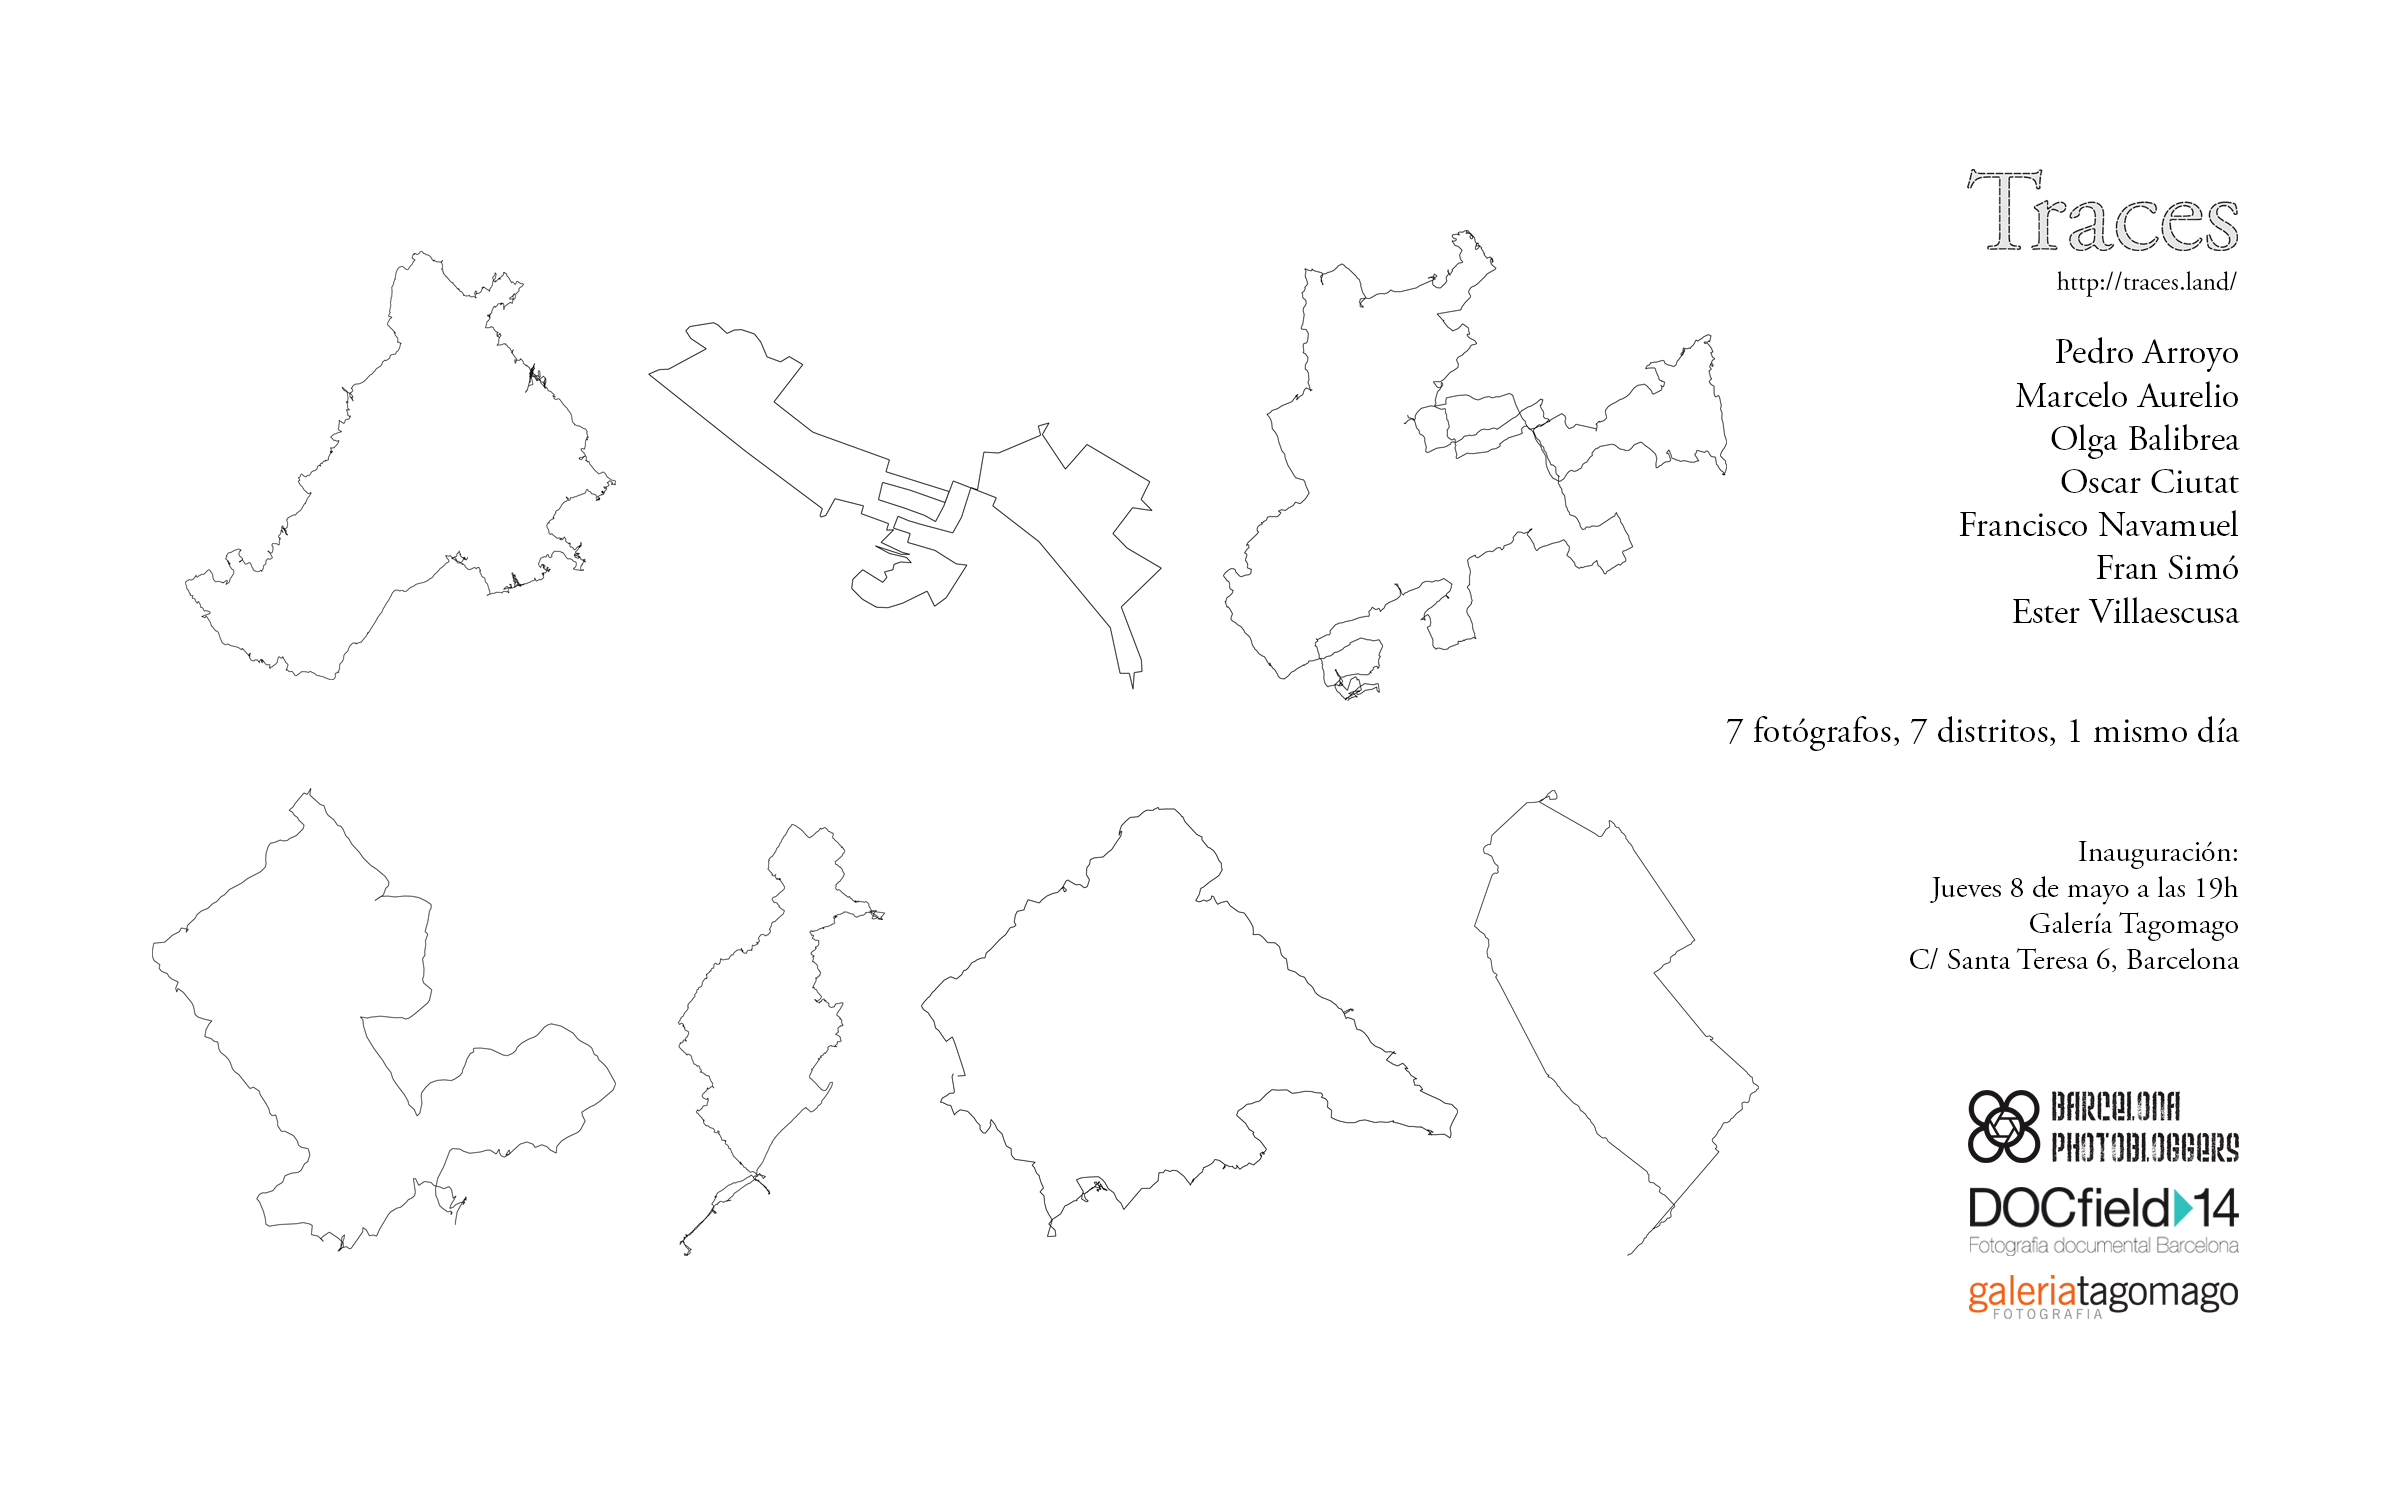 Traces
http://traces.land/
Pedro Arroyo
Marcelo Aurelio
Olga Balibrea
Oscar Ciutat
Francisco Navamuel
Fran Simó
Ester Villaescusa
7 fotógrafos, 7 distritos, 1 mismo día
Inauguración:
Jueves 8 de mayo a las 19h
Galería Tagomago
C/ Santa Teresa 6, Barcelona
BARCELONA
PHOTOBLOGGERS
DOCfield 14
Fotografia documental Barcelona
galeriatagomago
FOTOGRAFIA